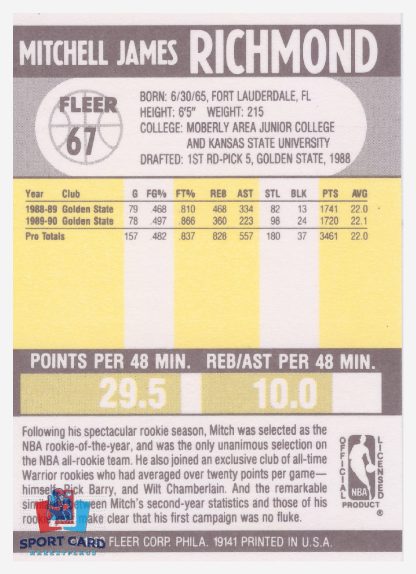 MITCHELL JAMES RICHMOND
FLEER
67
BORN: 6/30/65, FORT LAUDERDALE, FL
HEIGHT: 6'5" WEIGHT: 215
COLLEGE: MOBERLY AREA JUNIOR COLLEGE
AND KANSAS STATE UNIVERSITY
DRAFTED: 1ST RD-PICK 5, GOLDEN STATE, 1988
Year Club G FG% FT% REB AST STL BLK PTS AVG
1988-89 Golden State 79 .468 .810 468 334 82 13 1741 22.0
1989-90 Golden State 78 .497 .866 360 223 98 24 1720 22.1
Pro Totals 157 .482 .837 828 557 180 37 3461 22.0
POINTS PER 48 MIN. REB/AST PER 48 MIN.
29.5 10.0
Following his spectacular rookie season, Mitch was selected as the
NBA rookie-of-the-year, and was the only unanimous selection on
the NBA all-rookie team. He also joined an exclusive club of all-time
Warrior rookies who had averaged over twenty points per game—
himself, Rick Barry, and Wilt Chamberlain. And the remarkable
between Mitch's second-year statistics and those of his
make clear that his first campaign was no fluke.
OFFICIAL
LICENSED
NBA
PRODUCT
®
FLEER CORP. PHILA. 19141 PRINTED IN U.S.A.
SPORT CARD
MARKETPLACE